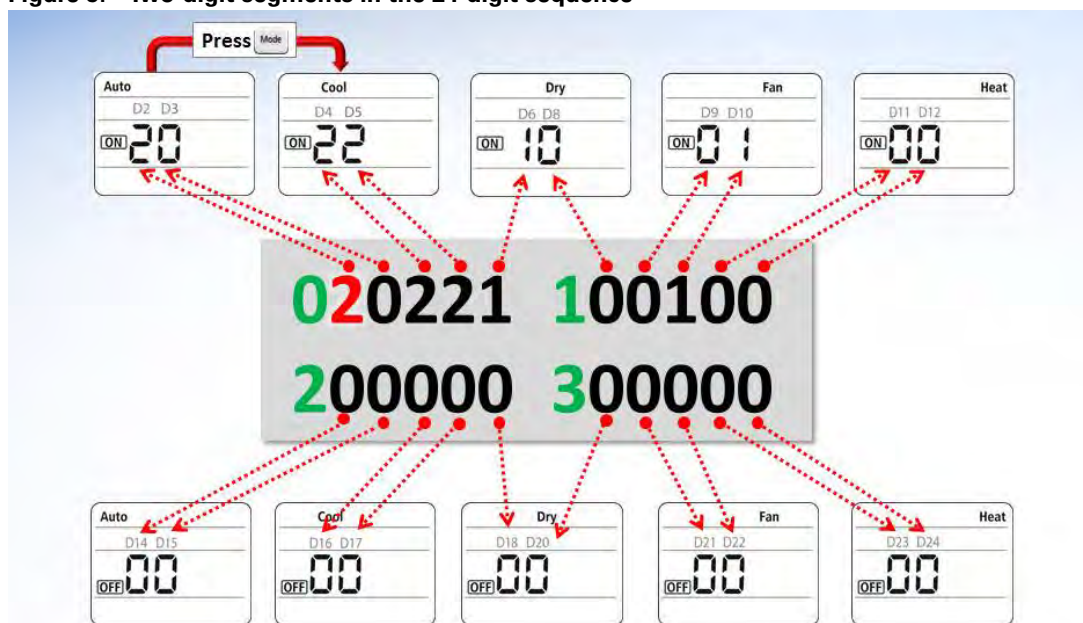 Figure Two-digit segments in the digit sequence
Press Mode
Auto Cool Dry Fan Heat
D2 D3 D4 D5 D6 D8 D9 D10 D11 D12
ON 20 ON 22 ON 10 ON 01 ON 00
020221 100100
200000 300000
Auto Cool Dry Fan Heat
D14 D15 D16 D17 D18 D20 D21 D22 D23 D24
OFF 00 OFF 00 OFF 00 OFF 00 OFF 00